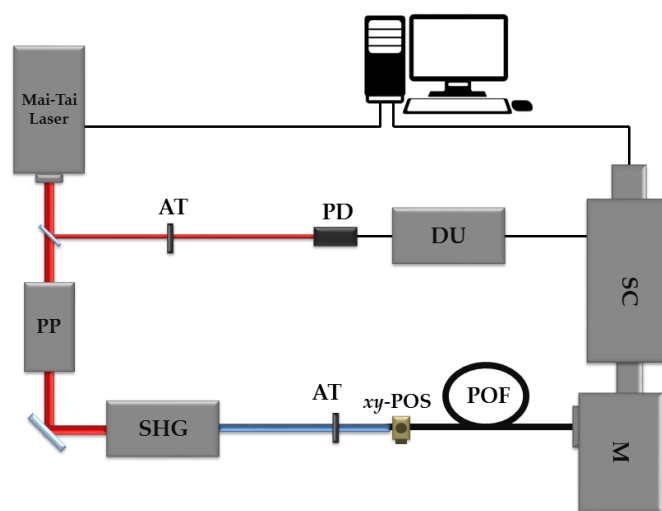 Mai-Tai
Laser
AT
PD
DU
SC
PP
AT
xy-POS
POF
SHG
M